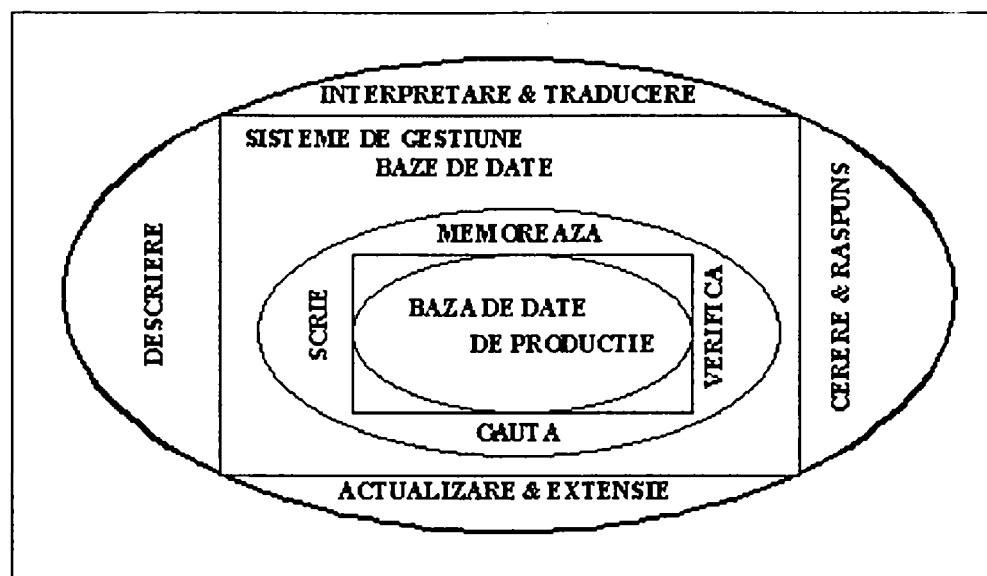 INTERPRETARE & TRADUCERE
SISTEME DE GESTIUNE
BAZE DE DATE
DESCRIERE
CERERE & RASPUNS
MEMOREAZA
SCRIE
VERIFICA
BAZA DE DATE
DE PRODUCTIE
CAUTA
ACTUALIZARE & EXTENSIE